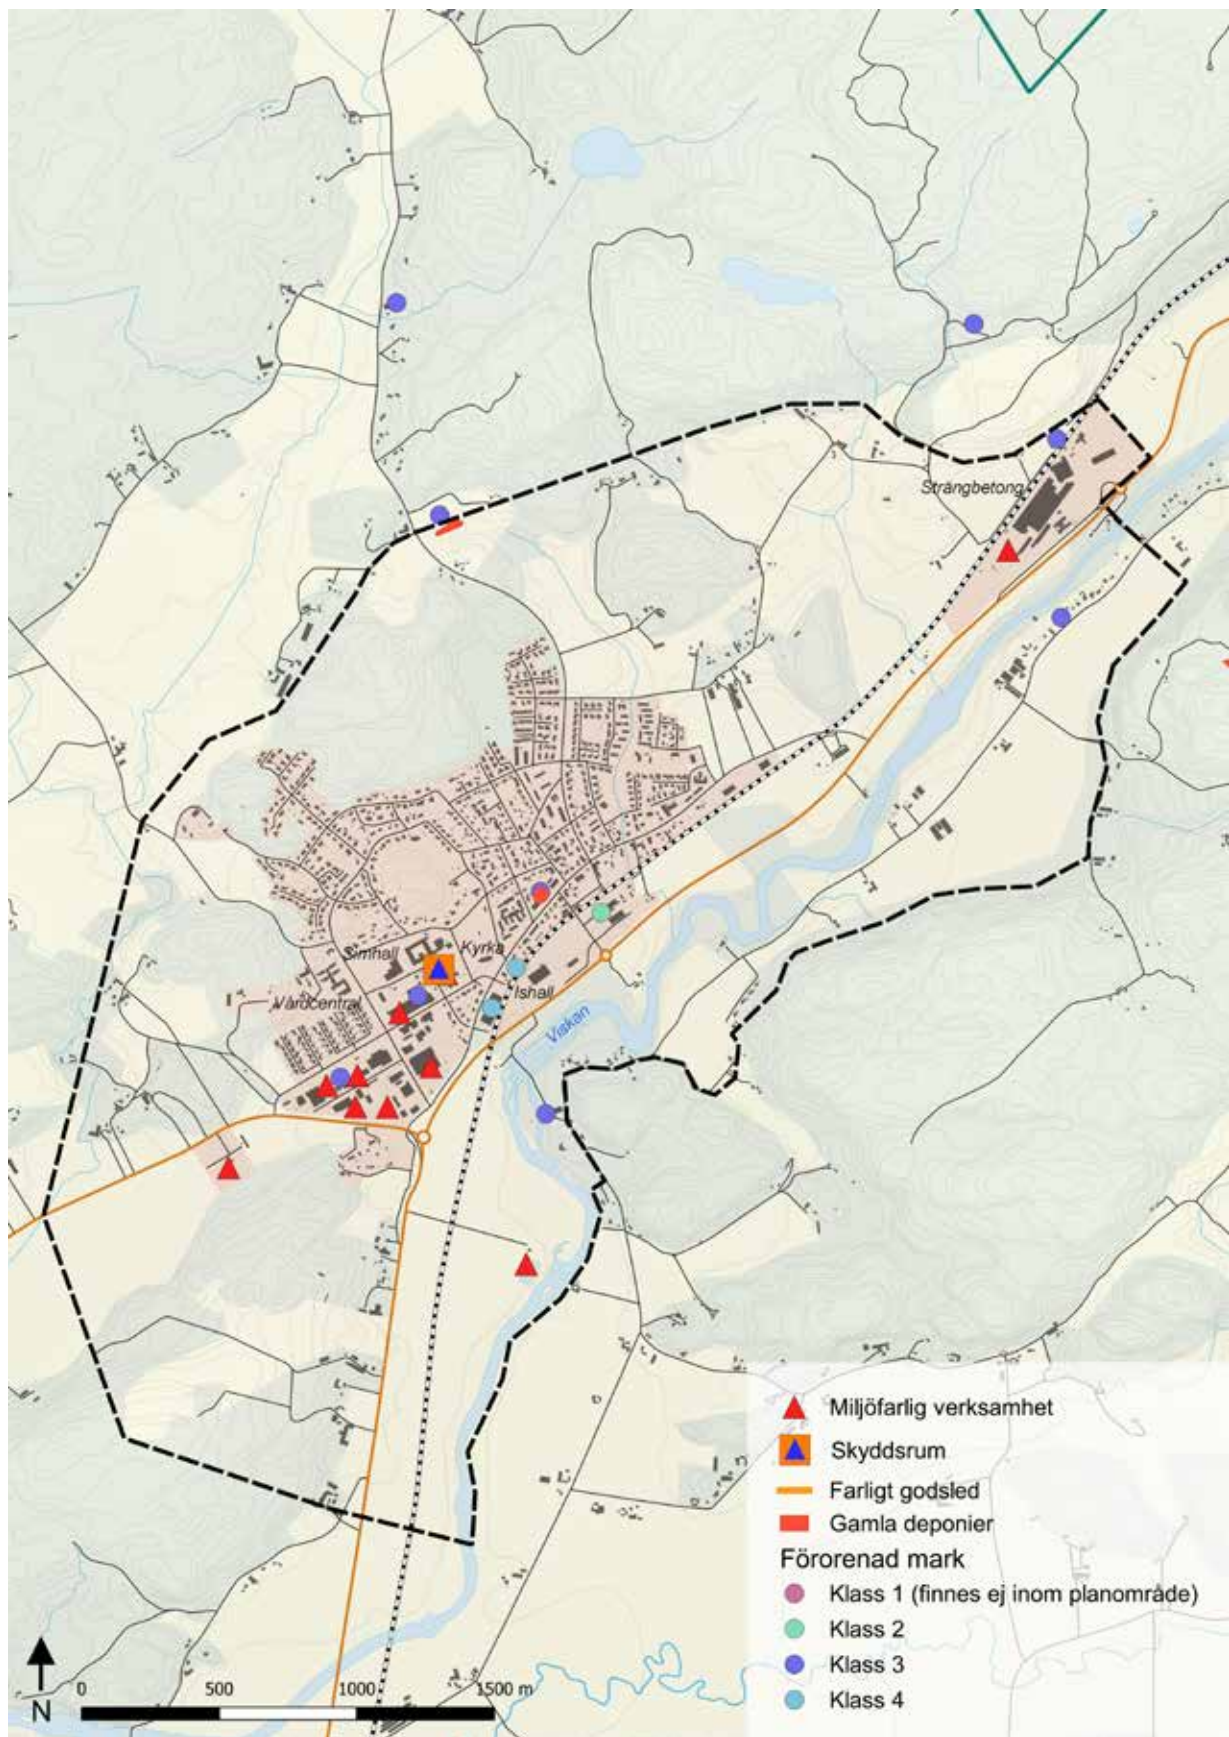 Strängbetong
Simhall
Kyrka
Vårdcentral
Ishall
Viskan
Miljöfarlig verksamhet
Skyddsrum
Farligt godsled
Gamla deponier
Förorenad mark
Klass 1 (finnes ej inom planområde)
Klass 2
Klass 3
Klass 4
N
0 500 1000 1500 m